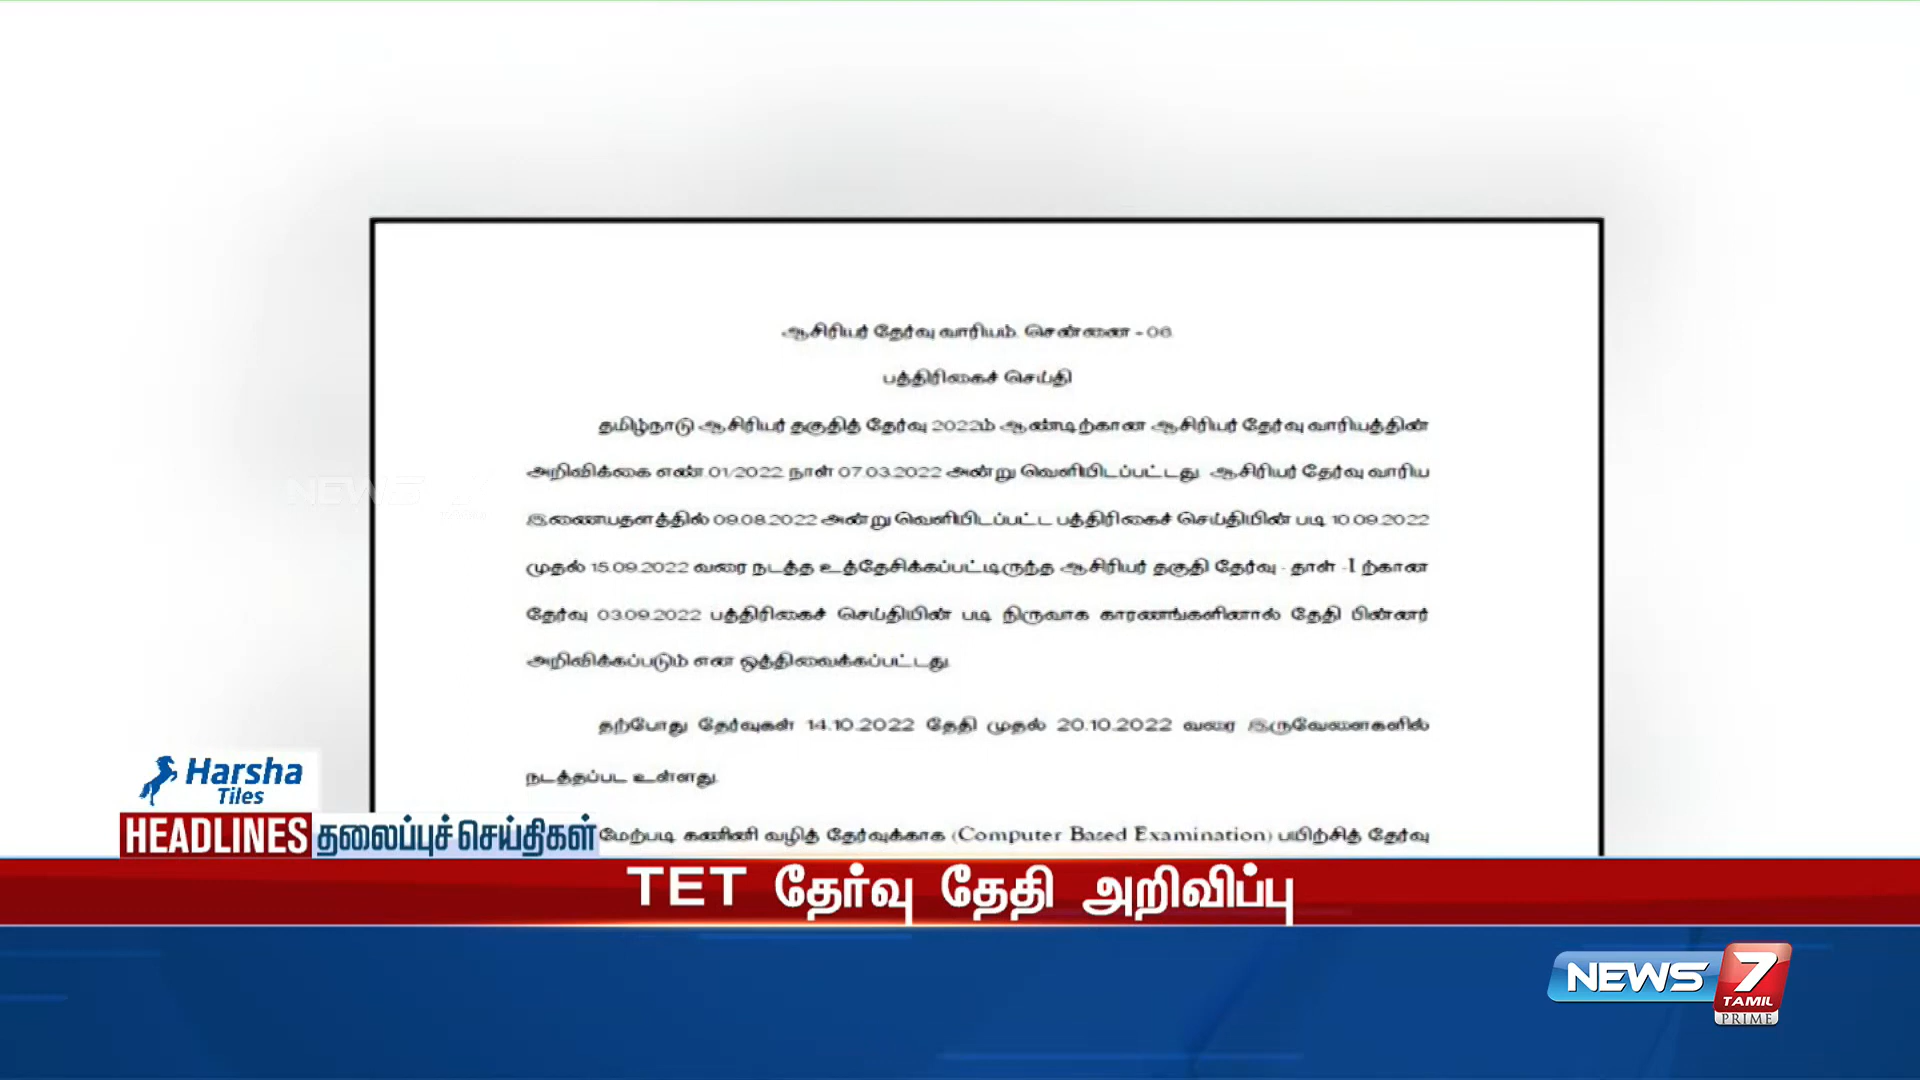 ஆசிரியர் தேர்வு வாரியம், சென்னை - 06
பத்திரிகைச் செய்தி
தமிழ்நாடு ஆசிரியர் தகுதித் தேர்வு 2022ம் ஆண்டிற்கான ஆசிரியர் தேர்வு வாரியத்தின்
அறிவிக்கை எண்.01/2022 நாள் 07.03.2022 அன்று வெளியிடப்பட்டது. ஆசிரியர் தேர்வு வாரிய
இணையதளத்தில் 09.08.2022 அன்று வெளியிடப்பட்ட பத்திரிகைச் செய்தியின் படி 10.09.2022
முதல் 15.09.2022 வரை நடத்த உத்தேசிக்கப்பட்டிருந்த ஆசிரியர் தகுதி தேர்வு - தாள் -I ற்கான
தேர்வு 03.09.2022 பத்திரிகைச் செய்தியின் படி நிருவாக காரணங்களினால் தேதி பின்னர்
அறிவிக்கப்படும் என ஒத்திவைக்கப்பட்டது.
தற்போது தேர்வுகள் 14.10.2022 தேதி முதல் 20.10.2022 வரை இருவேளைகளில்
நடத்தப்பட உள்ளது.
மேற்படி கணினி வழித் தேர்வுக்காக (Computer Based Examination) பயிற்சித் தேர்வு
NEWS 7
Harsha
Tiles
HEADLINES தலைப்புச் செய்திகள்
TET தேர்வு தேதி அறிவிப்பு
NEWS 7
TAMIL
PRIME